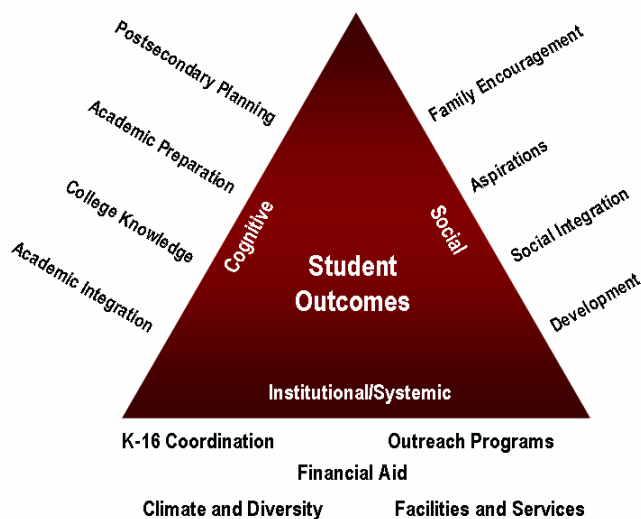 Postsecondary Planning
Academic Preparation
College Knowledge
Academic Integration
Cognitive
Family Encouragement
Aspirations
Social Integration
Development
Social
Student
Outcomes
Institutional/Systemic
K-16 Coordination
Outreach Programs
Financial Aid
Climate and Diversity
Facilities and Services